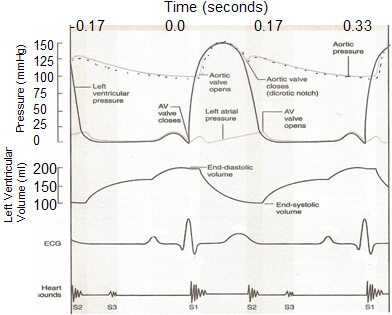 Time (seconds)
-0.17 0.0 0.17 0.33
Pressure (mmHg)
150
125
100
75
50
25
0
Left
ventricular
pressure
AV
valve
closes
Aortic
valve
opens
Left atrial
pressure
Aortic valve
closes
(dicrotic notch)
AV
valve
opens
Aortic
pressure
Left Ventricular
Volume (ml)
200
150
100
End-diastolic
volume
End-systolic
volume
ECG
Heart
ounds
S2 S3 S1 S2 S3 S1